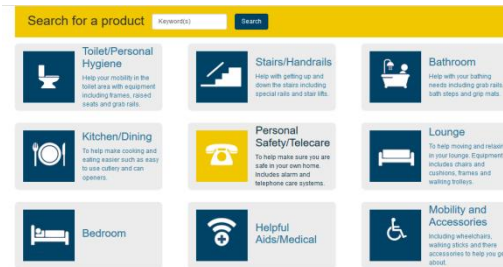 Search for a product
Keyword(s)
Search
Toilet/Personal
Hygiene
Help your mobility in the
toilet area with equipment
including frames, raised
seats and grab rails.
Stairs/Handrails
Help with getting up and
down the stairs including
special rails and stair lifts.
Bathroom
Help with your bathing
needs including grab rails,
bath steps and grip mats.
Kitchen/Dining
To help make cooking and
eating easier such as easy
to use cutlery and can
openers.
Personal
Safety/Telecare
To help make sure you are
safe in your own home.
Includes alarm and
telephone care systems.
Lounge
To help moving and relaxin
in your lounge. Equipment
includes chairs and
cushions, frames and
walking trolleys.
Bedroom
Helpful
Aids/Medical
Mobility and
Accessories
Including wheelchairs,
walking sticks and there
accessories to help you ge
about.